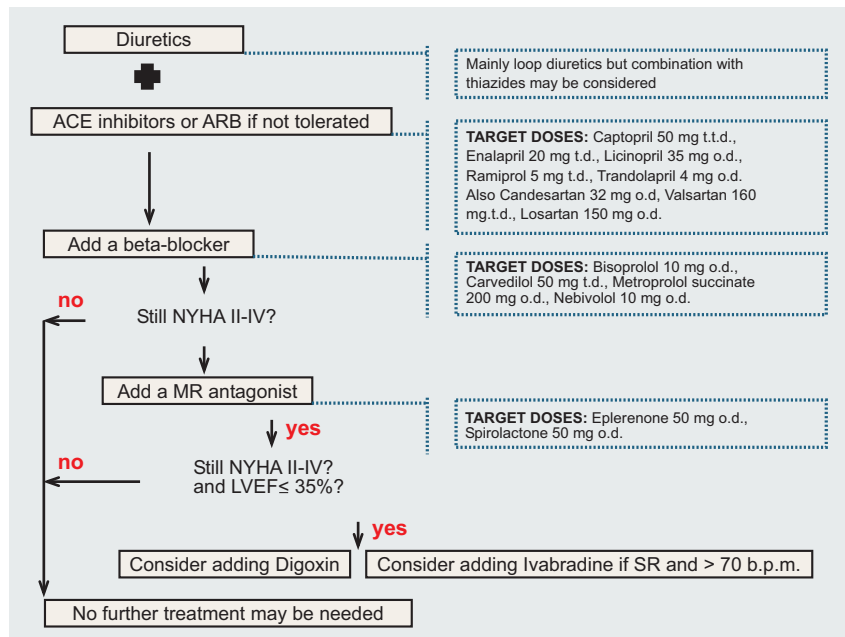 Diuretics
Mainly loop diuretics but combination with
thiazides may be considered
ACE inhibitors or ARB if not tolerated
TARGET DOSES: Captopril 50 mg t.t.d.,
Enalapril 20 mg t.d., Licinopril 35 mg o.d.,
Ramiprol 5 mg t.d., Trandolapril 4 mg o.d.
Also Candesartan 32 mg o.d, Valsartan 160
mg.t.d., Losartan 150 mg o.d.
Add a beta-blocker
TARGET DOSES: Bisoprolol 10 mg o.d.,
Carvedilol 50 mg t.d., Metroprolol succinate
200 mg o.d., Nebivolol 10 mg o.d.
no
Still NYHA II-IV?
Add a MR antagonist
TARGET DOSES: Eplerenone 50 mg o.d.,
Spirolactone 50 mg o.d.
yes
no
Still NYHA II-IV?
and LVEF≤ 35%?
yes
Consider adding Digoxin
Consider adding Ivabradine if SR and > 70 b.p.m.
No further treatment may be needed